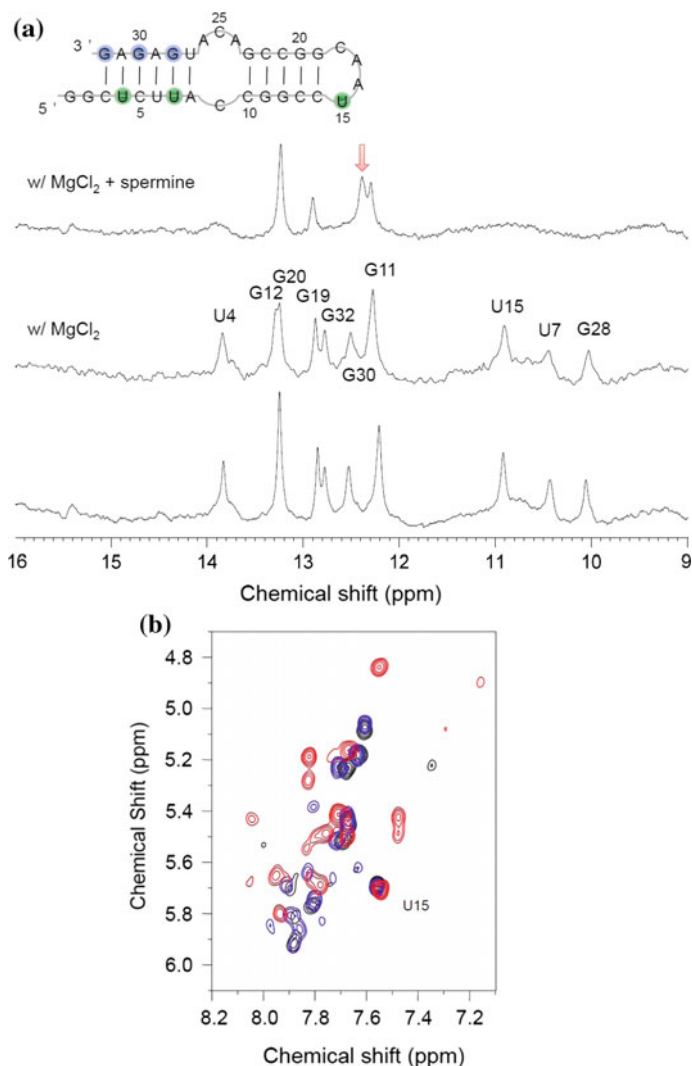 (a)
25
3 ' G A G A G U A C A G C C G G C A A
30
20
5 ' G G C U C U U A C C G G C C U
5
10
15
w/ MgCl2 + spermine
w/ MgCl2
U4
G12
G20
G19
G32
G30
G11
U15
U7
G28
16 15 14 13 12 11 10 9
Chemical shift (ppm)
(b)
4.8
5.0
5.2
5.4
5.6
5.8
6.0
Chemical Shift (ppm)
U15
8.2 8.0 7.8 7.6 7.4 7.2
Chemical shift (ppm)